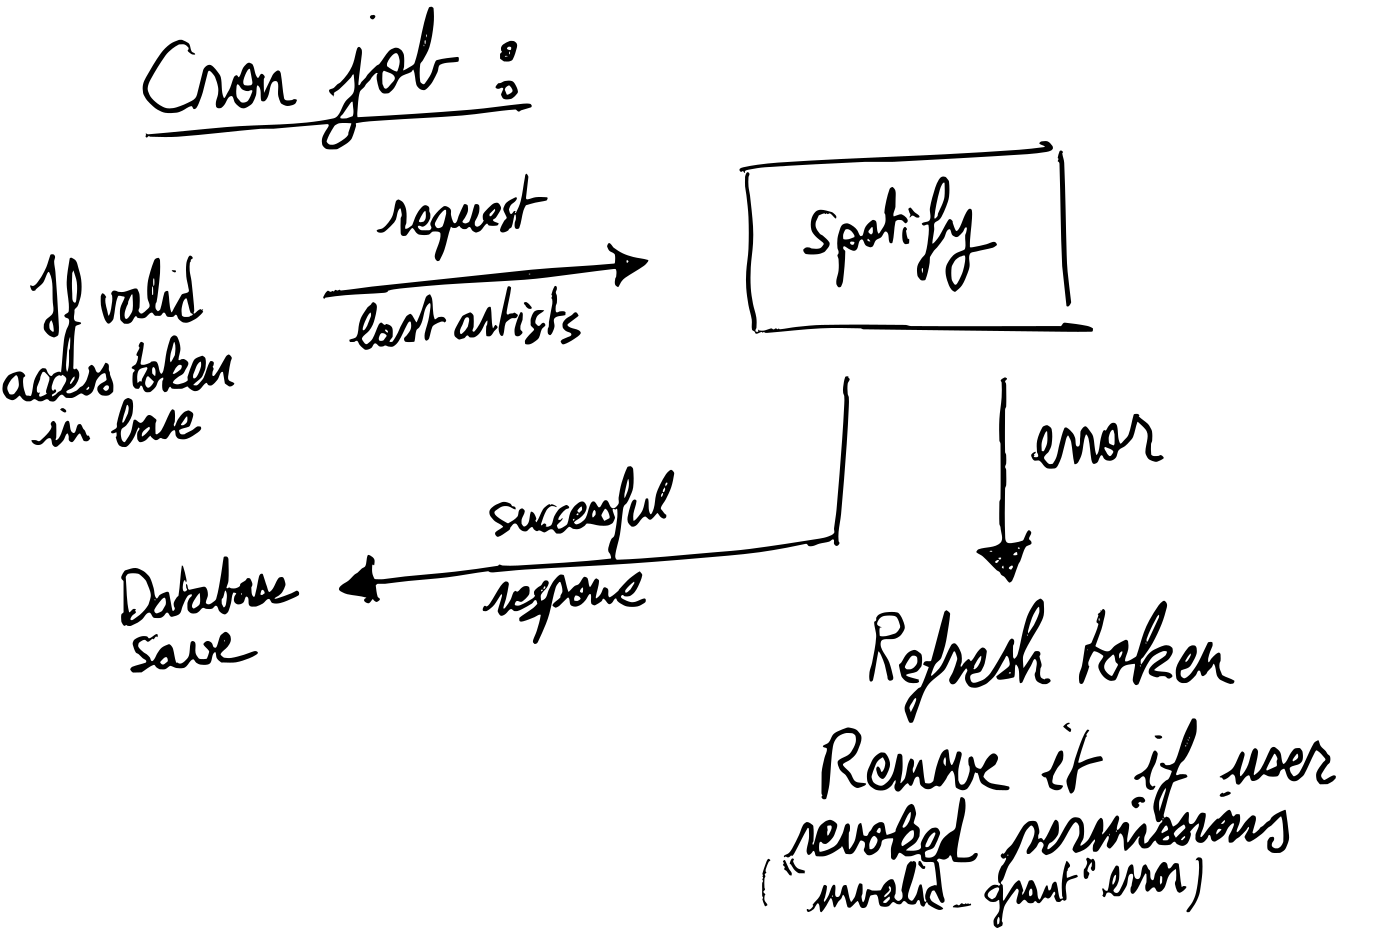 Cron job :
request
last artists
Spotify
If valid
access token
in base
error
successful
response
Database
save
Refresh token
Remove it if user
revoked permissions
("invalid_grant" error)